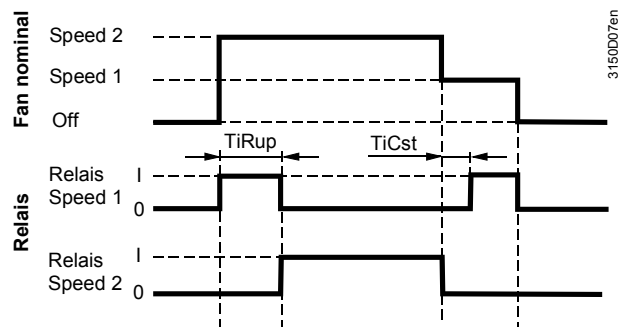 Fan nominal
Speed 2
Speed 1
Off
3150D07en
TiRup
TiCst
Relais
Relais I
Speed 1 0
Relais I
Speed 2 0